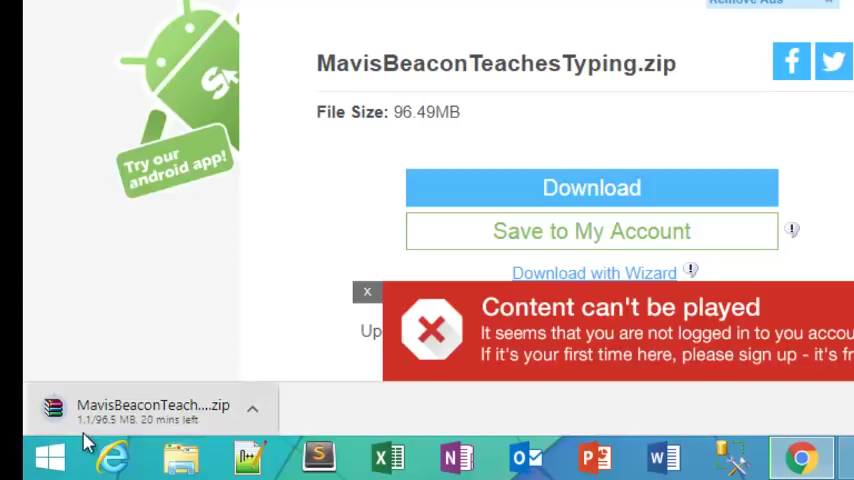 Remove Ads
MavisBeaconTeachesTyping.zip
File Size: 96.49MB
Try our
android app!
Download
Save to My Account
Download with Wizard
x
Content can't be played
Up
It seems that you are not logged in to you accou
If it's your first time here, please sign up - it's fr
MavisBeaconTeach....zip
1.1/96.5 MB, 20 mins left